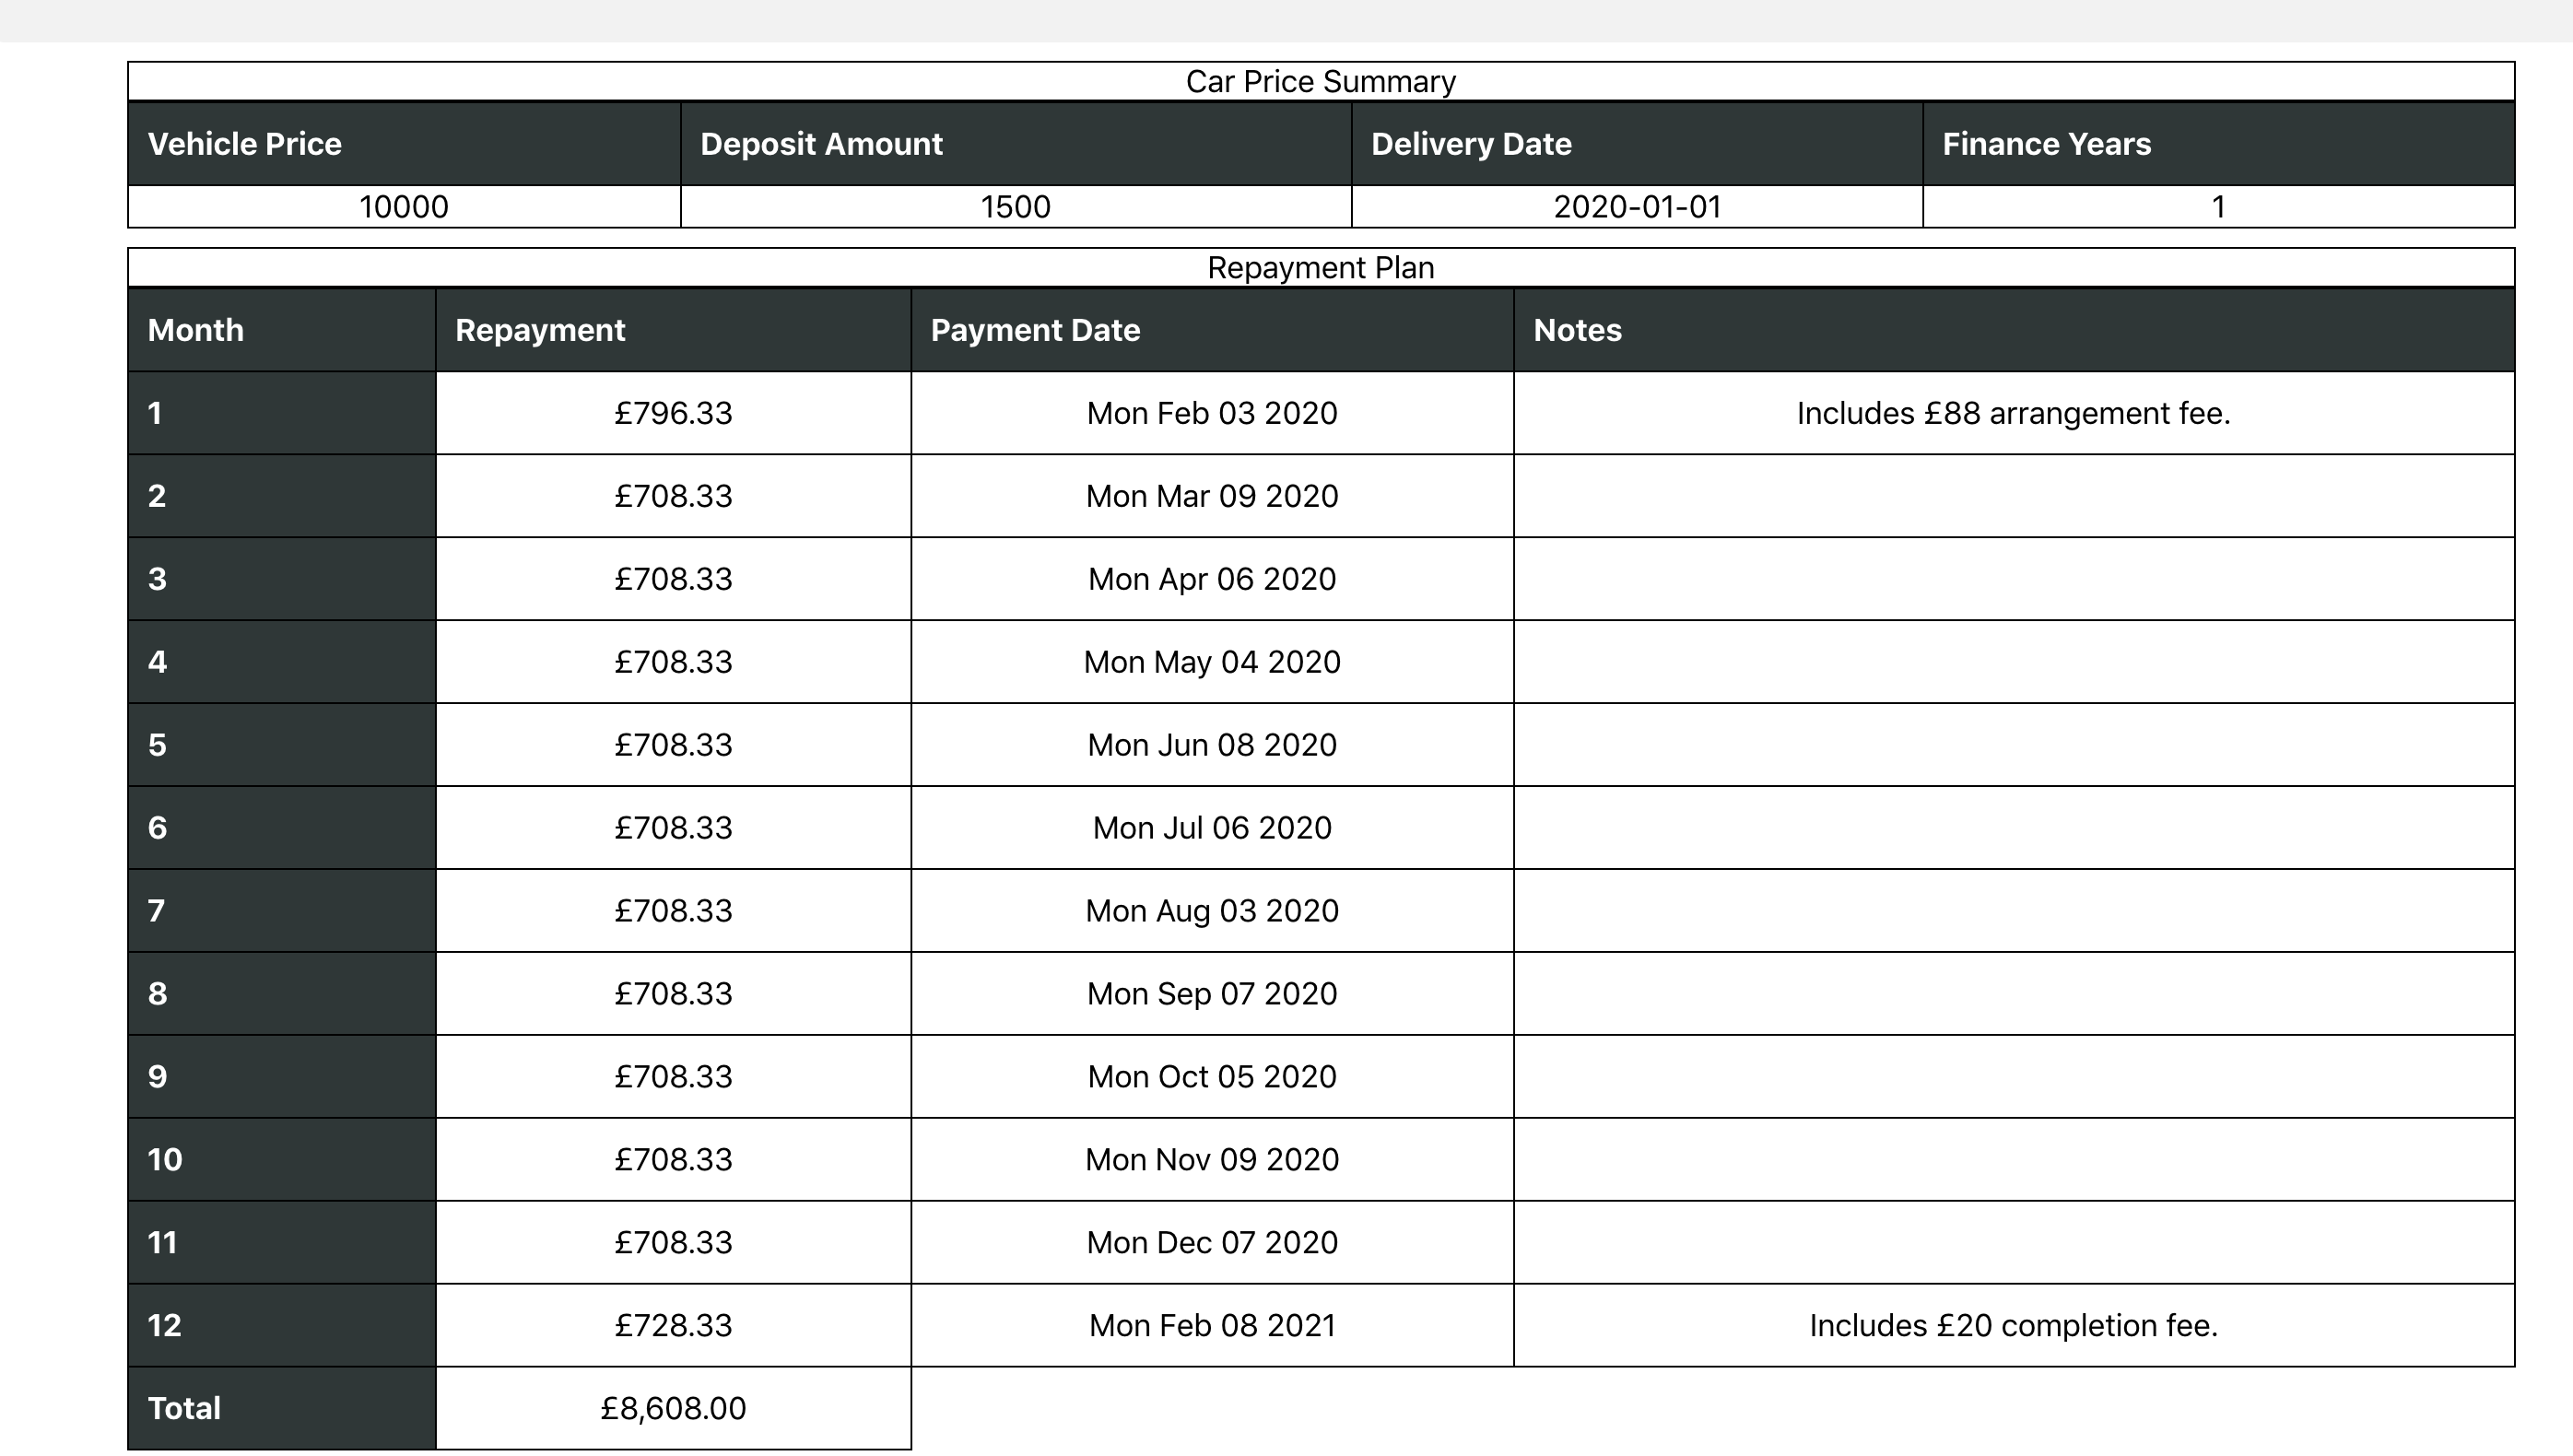 Car Price Summary
Vehicle Price Deposit Amount Delivery Date Finance Years
10000 1500 2020-01-01 1
Repayment Plan
Month Repayment Payment Date Notes
1 £796.33 Mon Feb 03 2020 Includes £88 arrangement fee.
2 £708.33 Mon Mar 09 2020
3 £708.33 Mon Apr 06 2020
4 £708.33 Mon May 04 2020
5 £708.33 Mon Jun 08 2020
6 £708.33 Mon Jul 06 2020
7 £708.33 Mon Aug 03 2020
8 £708.33 Mon Sep 07 2020
9 £708.33 Mon Oct 05 2020
10 £708.33 Mon Nov 09 2020
11 £708.33 Mon Dec 07 2020
12 £728.33 Mon Feb 08 2021 Includes £20 completion fee.
Total £8,608.00